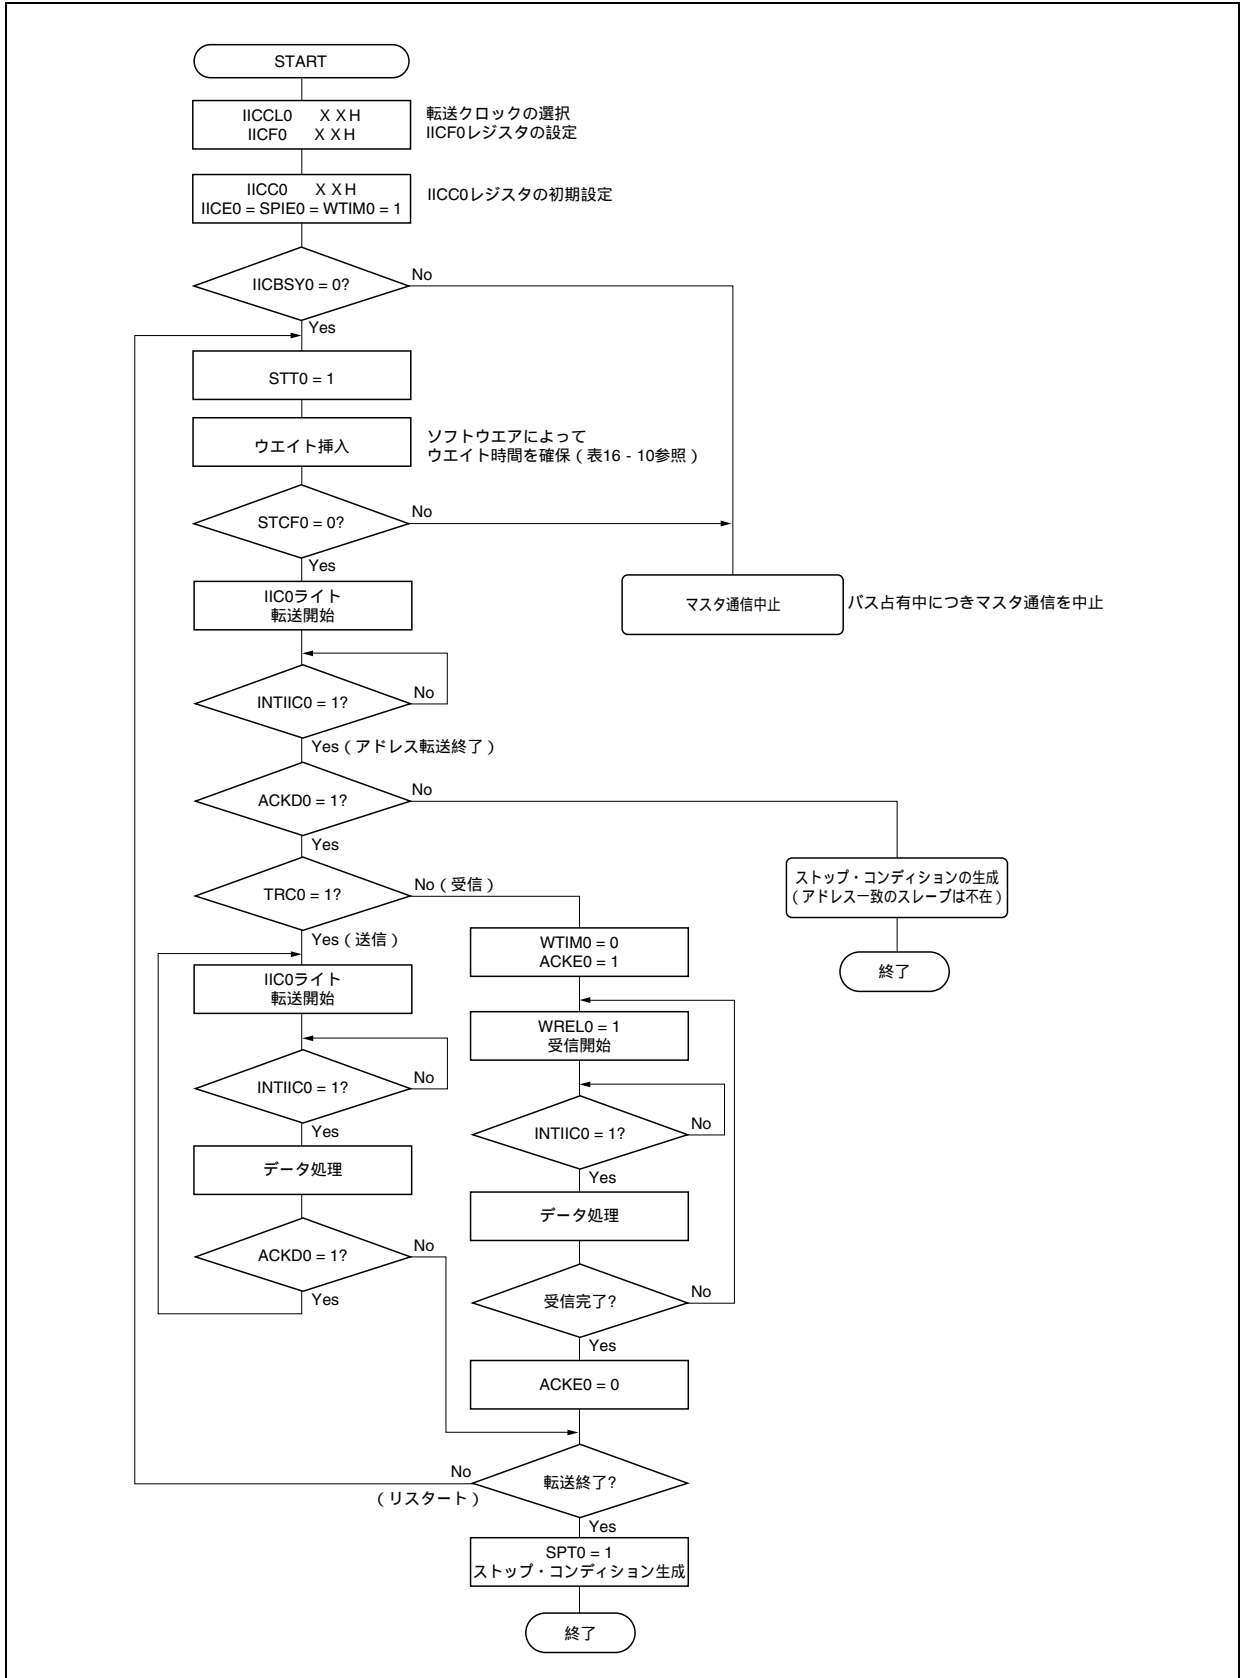 START
IICCL0 ××H
IICF0 ××H
転送クロックの選択
IICF0レジスタの設定
IICC0 ××H
IICE0 = SPIE0 = WTIM0 = 1
IICC0レジスタの初期設定
IICBSY0 = 0?
No
Yes
STT0 = 1
ウエイト挿入
ソフトウエアによって
ウエイト時間を確保(表16 - 10参照)
STCF0 = 0?
No
Yes
IIC0ライト
転送開始
マスタ通信中止
バス占有中につきマスタ通信を中止
INTIIC0 = 1?
No
Yes(アドレス転送終了)
ACKD0 = 1?
No
Yes
ストップ・コンディションの生成
(アドレス一致のスレーブは不在)
終了
TRC0 = 1?
No(受信)
Yes(送信)
WTIM0 = 0
ACKE0 = 1
IIC0ライト
転送開始
WREL0 = 1
受信開始
INTIIC0 = 1?
No
Yes
INTIIC0 = 1?
No
Yes
データ処理
データ処理
ACKD0 = 1?
No
Yes
受信完了?
No
Yes
ACKE0 = 0
転送終了?
No
(リスタート)
Yes
SPT0 = 1
ストップ・コンディション生成
終了